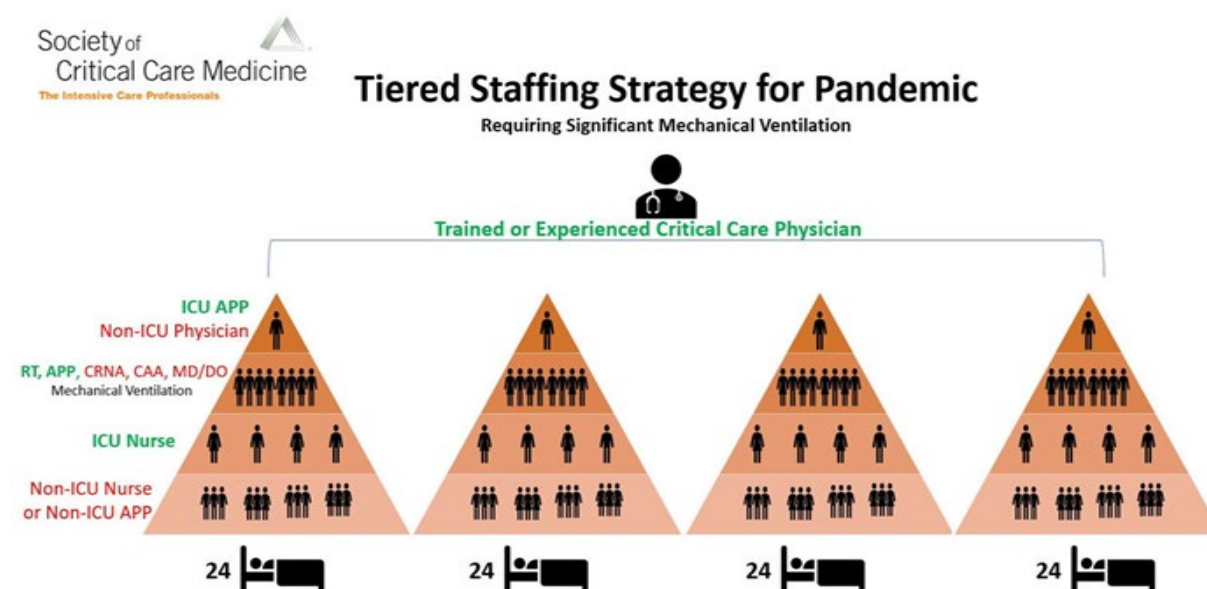 Society of
Critical Care Medicine
The Intensive Care Professionals
Tiered Staffing Strategy for Pandemic
Requiring Significant Mechanical Ventilation
Trained or Experienced Critical Care Physician
ICU APP
Non-ICU Physician
RT, APP, CRNA, CAA, MD/DO
Mechanical Ventilation
ICU Nurse
Non-ICU Nurse
or Non-ICU APP
24 24 24 24